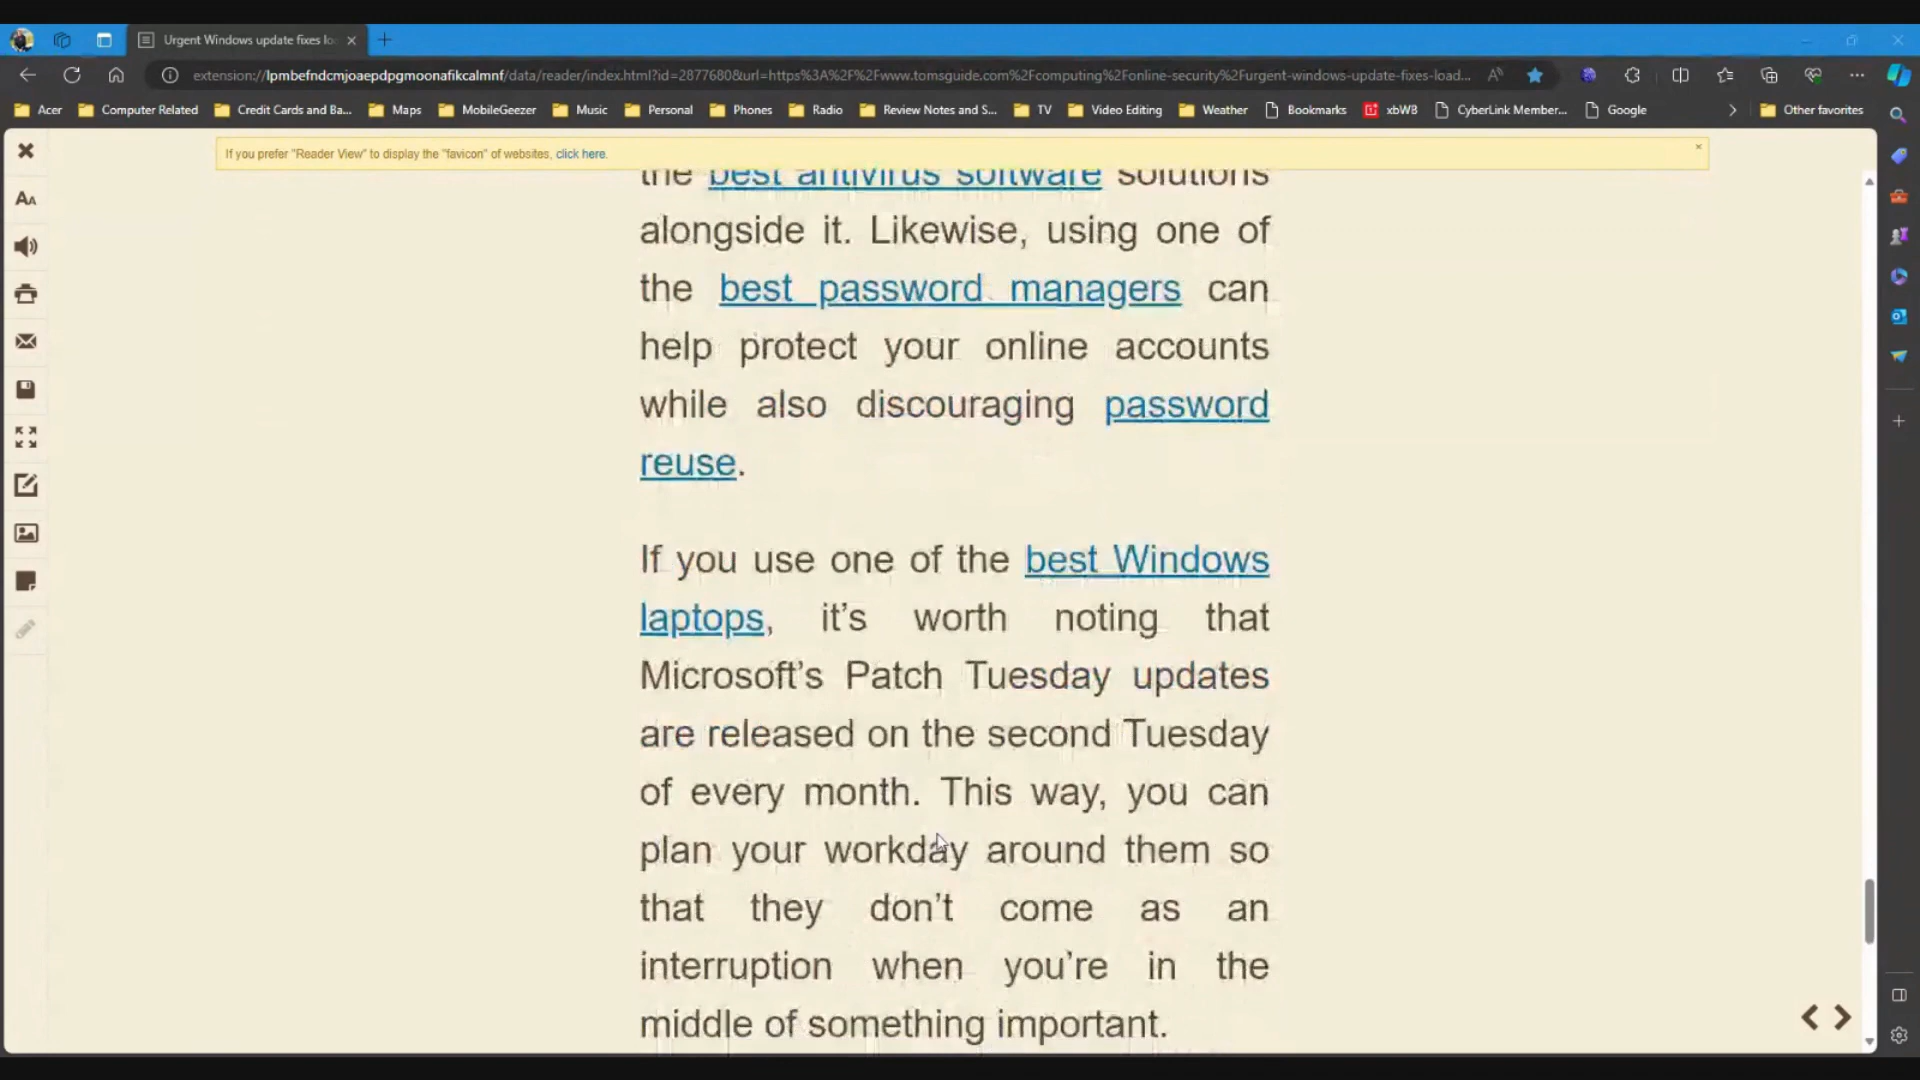 Urgent Windows update fixes lo
extension://lpmbefndcmjoaepdpgmoonafikcalmnf/data/reader/index.html?id=2877680&url=https%3A%2F%2Fwww.tomsguide.com%2Fcomputing%2Fonline-security%2Furgent-windows-update-fixes-load...
Acer Computer Related Credit Cards and Ba... Maps MobileGeezer Music Personal Phones Radio Review Notes and S... TV Video Editing Weather Bookmarks xbWB CyberLink Member... Google Other favorites
If you prefer "Reader View" to display the "favicon" of websites, click here.
the best antivirus software solutions
alongside it. Likewise, using one of
the best password managers can
help protect your online accounts
while also discouraging password
reuse.
If you use one of the best Windows
laptops, it’s worth noting that
Microsoft’s Patch Tuesday updates
are released on the second Tuesday
of every month. This way, you can
plan your workday around them so
that they don’t come as an
interruption when you’re in the
middle of something important.